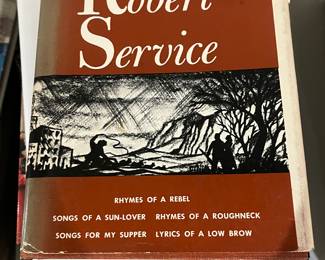 Robert
Service
RHYMES OF A REBEL
SONGS OF A SUN-LOVER RHYMES OF A ROUGHNECK
SONGS FOR MY SUPPER LYRICS OF A LOW BROW